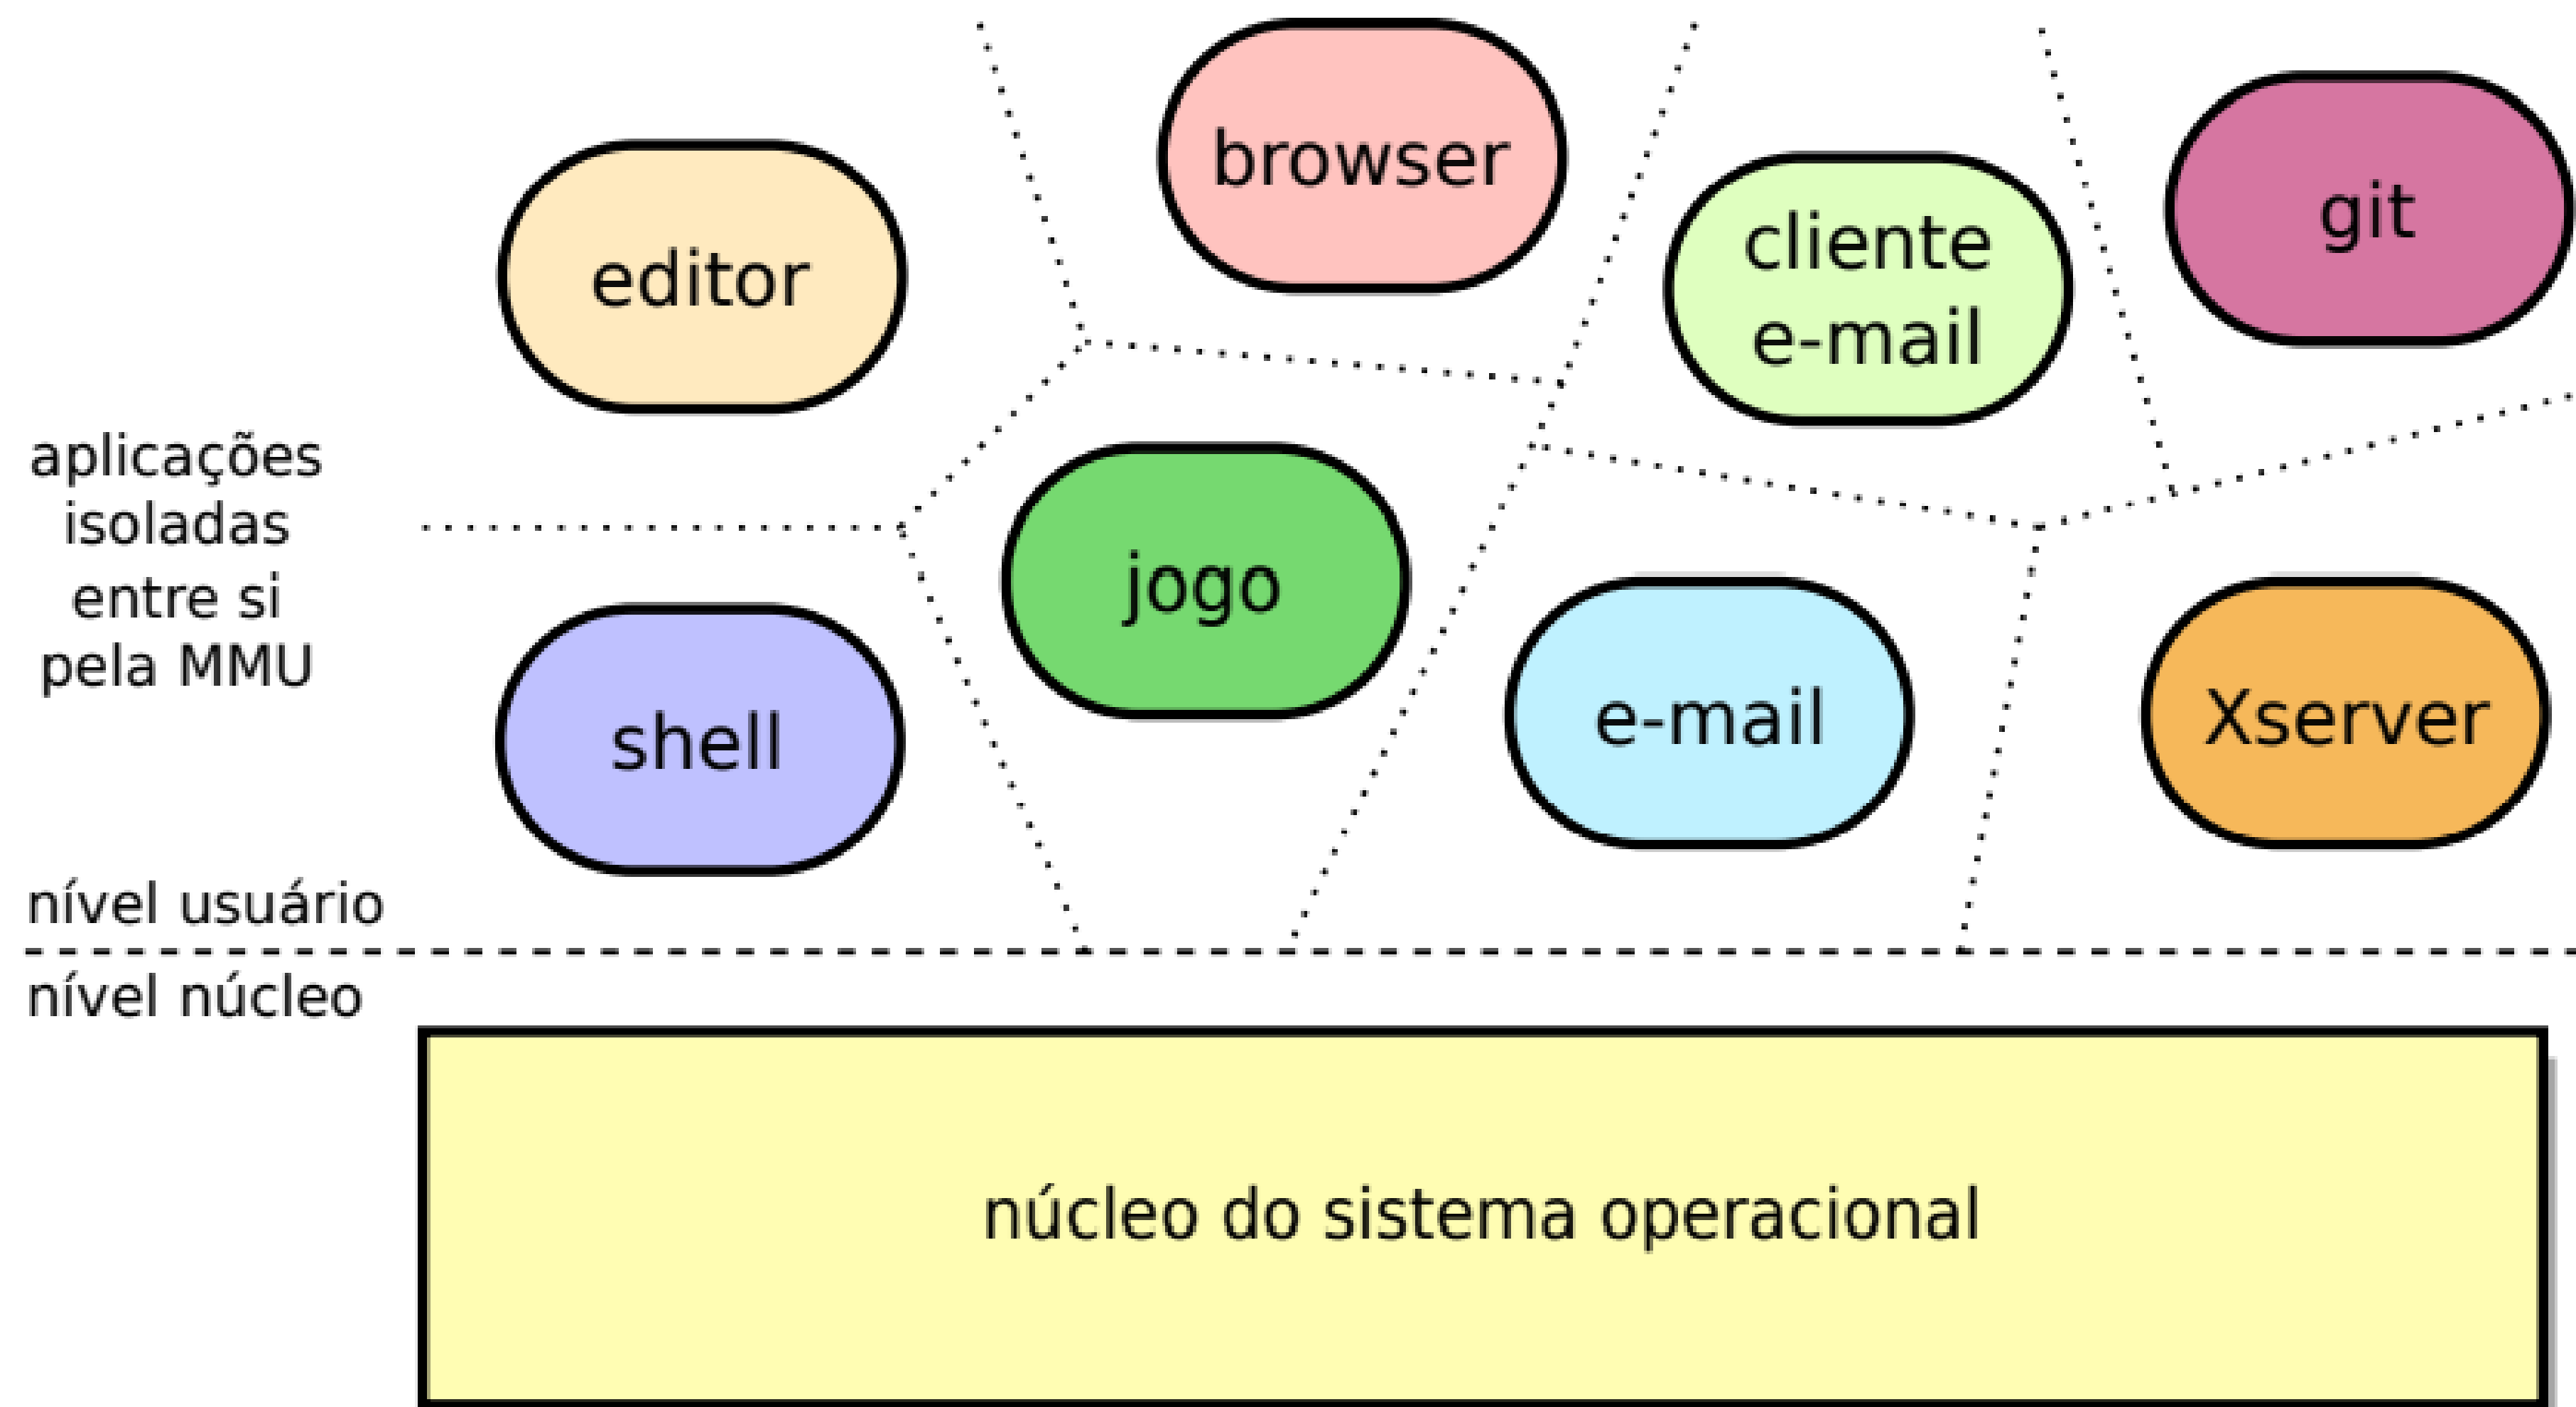 browser
git
cliente
e-mail
editor
aplicações
isoladas
entre si
pela MMU
jogo
e-mail
Xserver
shell
nível usuário
nível núcleo
núcleo do sistema operacional